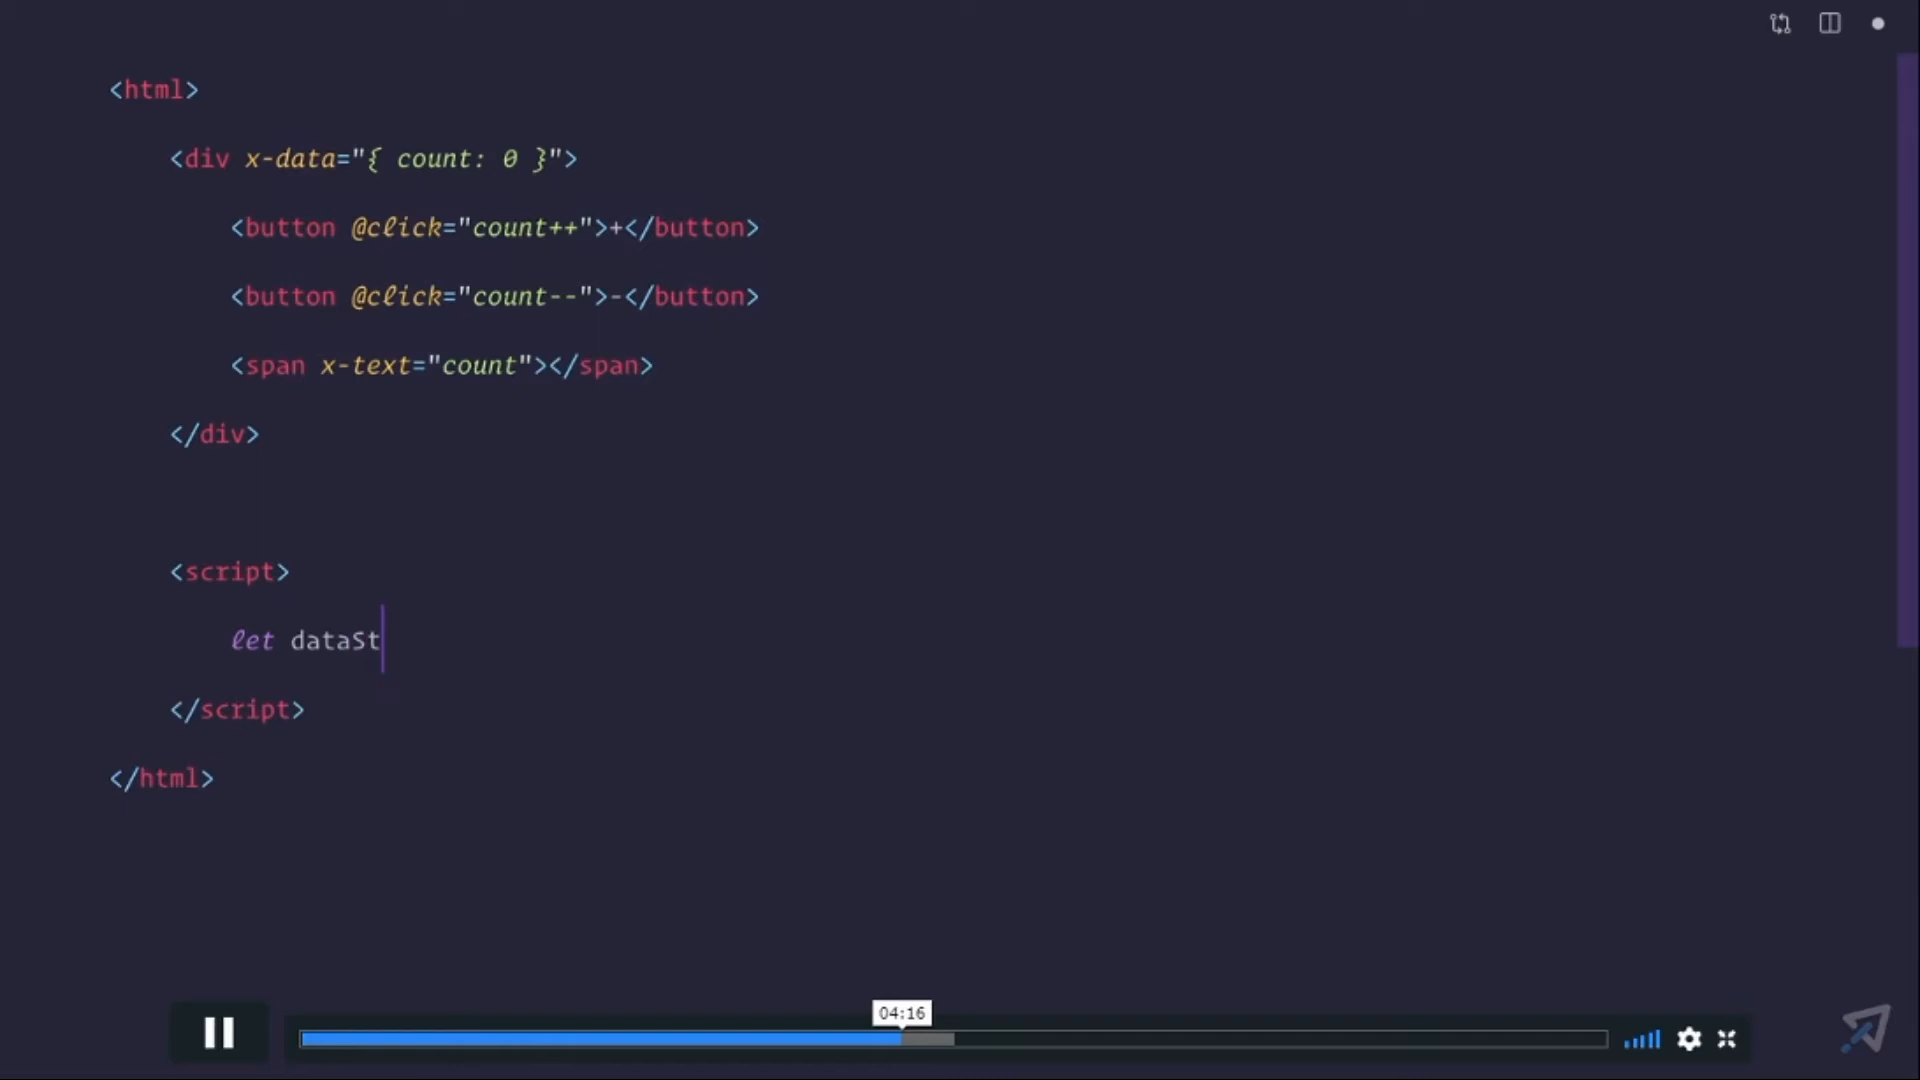 <html>
<div x-data="{ count: 0 }">
<button @click="count++">+</button>
<button @click="count--">-</button>
<span x-text="count"></span>
</div>
<script>
let dataSt
</script>
</html>
04:16